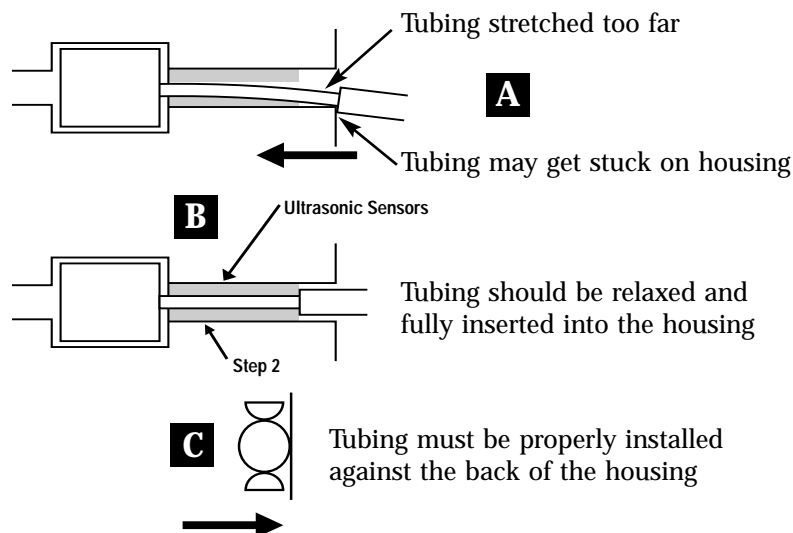 Tubing stretched too far
A
Tubing may get stuck on housing
B
Ultrasonic Sensors
Tubing should be relaxed and
fully inserted into the housing
Step 2
C
Tubing must be properly installed
against the back of the housing